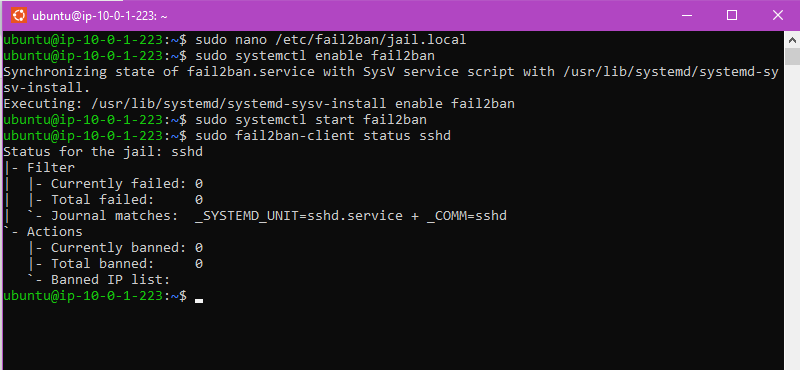 ubuntu@ip-10-0-1-223: ~
ubuntu@ip-10-0-1-223:~$ sudo nano /etc/fail2ban/jail.local
ubuntu@ip-10-0-1-223:~$ sudo systemctl enable fail2ban
Synchronizing state of fail2ban.service with SysV service script with /usr/lib/systemd/systemd-sy
sv-install.
Executing: /usr/lib/systemd/systemd-sysv-install enable fail2ban
ubuntu@ip-10-0-1-223:~$ sudo systemctl start fail2ban
ubuntu@ip-10-0-1-223:~$ sudo fail2ban-client status sshd
Status for the jail: sshd
|- Filter
|  |- Currently failed: 0
|  |- Total failed:     0
|  `- Journal matches:  _SYSTEMD_UNIT=sshd.service + _COMM=sshd
`- Actions
   |- Currently banned: 0
   |- Total banned:     0
   `- Banned IP list:
ubuntu@ip-10-0-1-223:~$